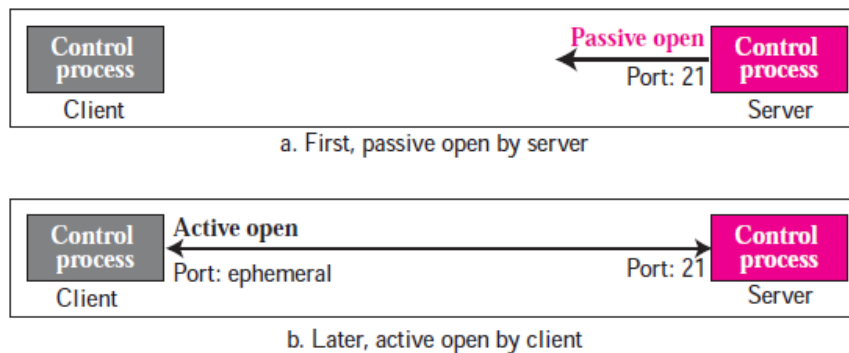 Control
process
Client
Passive open
Port: 21
Control
process
Server
a. First, passive open by server
Control
process
Client
Active open
Port: ephemeral
Port: 21
Control
process
Server
b. Later, active open by client